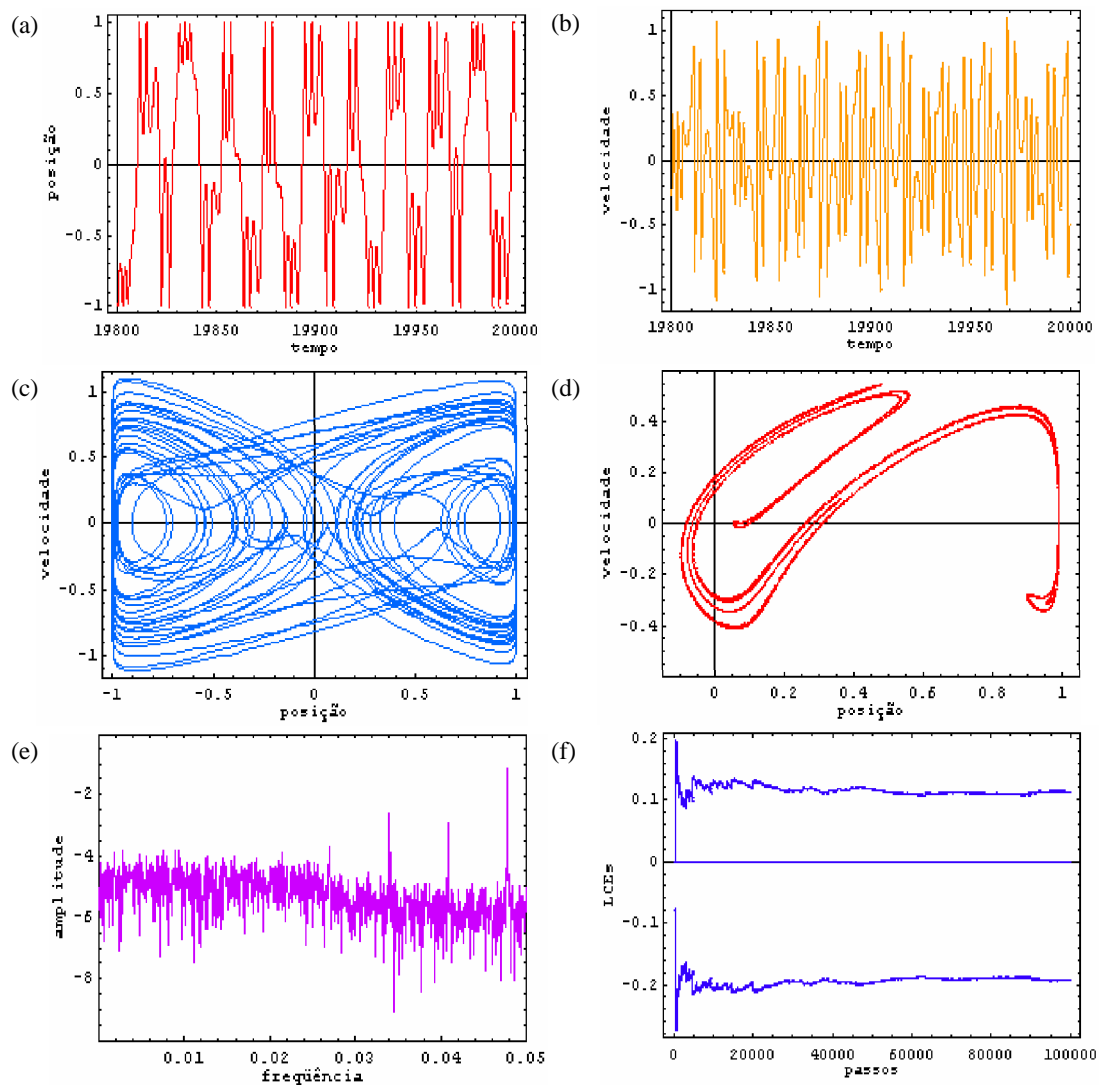 (a)
1
0.5
0
-0.5
-1
posição
19800 19850 19900 19950 20000
tempo
(b)
1
0.5
0
-0.5
-1
velocidade
19800 19850 19900 19950 20000
tempo
(c)
1
0.5
0
-0.5
-1
velocidade
-1 -0.5 0 0.5 1
posição
(d)
0.4
0.2
0
-0.2
-0.4
velocidade
0 0.2 0.4 0.6 0.8 1
posição
(e)
-2
-4
-6
-8
amplitude
0.01 0.02 0.03 0.04 0.05
freqüência
(f)
0.2
0.1
0
-0.1
-0.2
LCEs
0 20000 40000 60000 80000 100000
passos